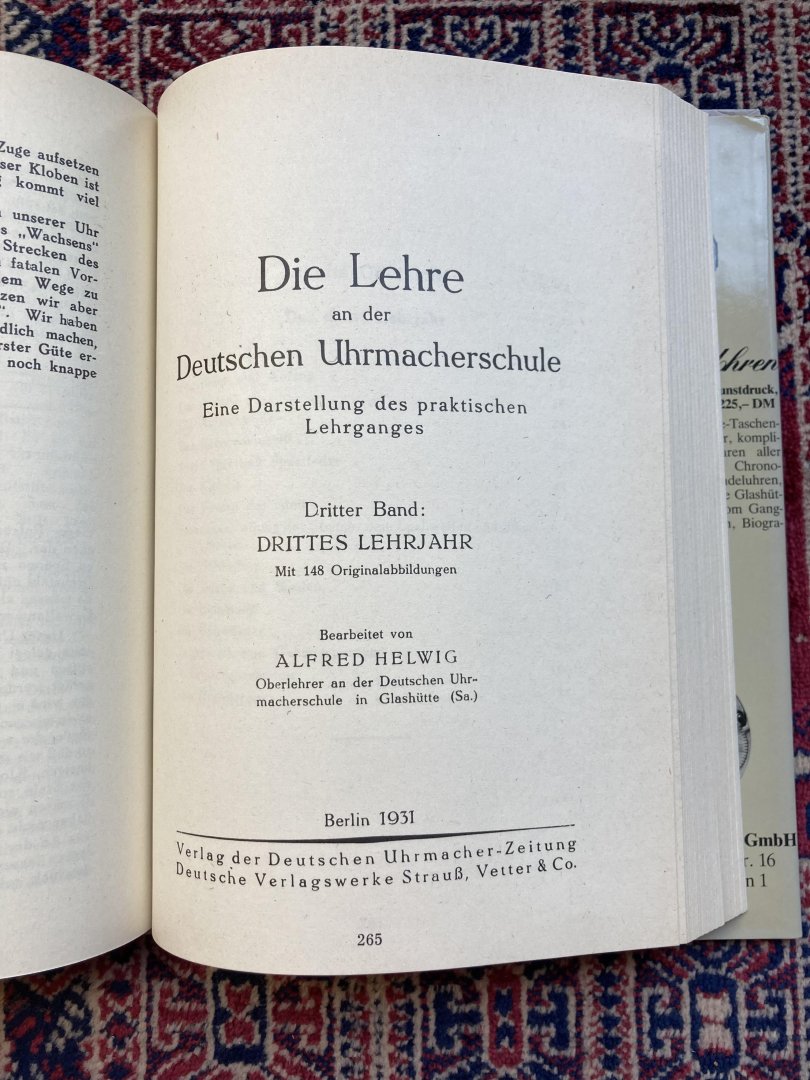 Zuge aufsetzen
ser Kloben ist
kommt viel
unserer Uhr
s „Wachsens"
Strecken des
fatalen Vor-
em Wege zu
zen wir aber
“. Wir haben
dlich machen,
rster Güte er-
noch knappe
Die Lehre
an der
Deutschen Uhrmacherschule
Eine Darstellung des praktischen
Lehrganges
Dritter Band:
DRITTES LEHRJAHR
Mit 148 Originalabbildungen
Bearbeitet von
ALFRED HELWIG
Oberlehrer an der Deutschen Uhr-
macherschule in Glashütte (Sa.)
Berlin 1931
Verlag der Deutschen Uhrmacher-Zeitung
Deutsche Verlagswerke Strauß, Vetter & Co.
265
unstdruck,
225,– DM
e-Taschen-
r, kompli-
ren aller
Chrono-
deluhren,
e Glashüt-
om Gang-
n, Biogra-
GmbH
r. 16
n 1